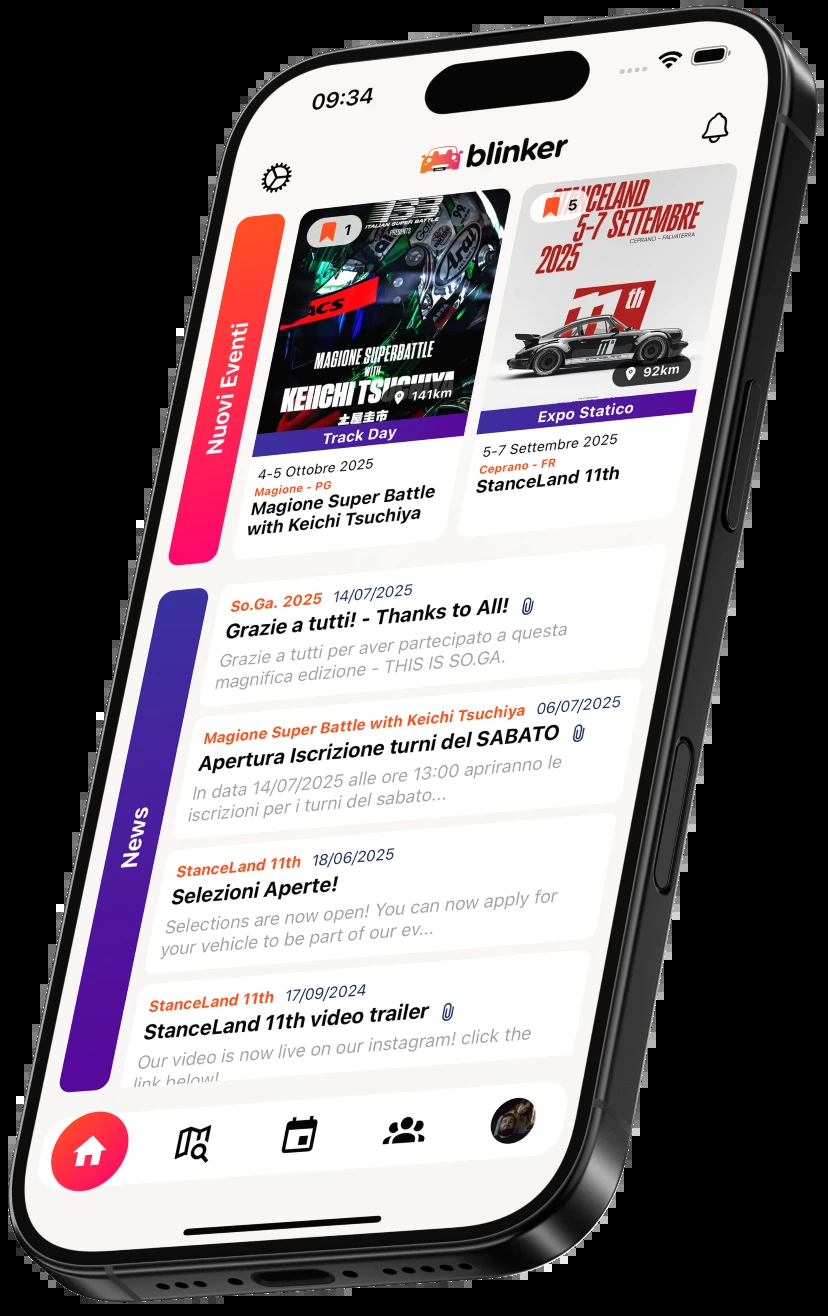 09:34
blinker
Nuovi Eventi
1
ITALIAN SUPER BATTLE
PRESENTS
Arai
ACS
MAGIONE SUPERBATTLE
WITH
KEIICHI TSUCHIYA
土屋圭市
141km
Track Day
4-5 Ottobre 2025
Magione - PG
Magione Super Battle
with Keichi Tsuchiya
5
STANCELAND
5-7 SETTEMBRE
2025
CEPRANO - FALVATERRA
11th
92km
Expo Statico
5-7 Settembre 2025
Ceprano - FR
StanceLand 11th
News
So.Ga. 2025 14/07/2025
Grazie a tutti! - Thanks to All!
Grazie a tutti per aver partecipato a questa
magnifica edizione - THIS IS SO.GA.
Magione Super Battle with Keichi Tsuchiya 06/07/2025
Apertura Iscrizione turni del SABATO
In data 14/07/2025 alle ore 13:00 apriranno le
iscrizioni per i turni del sabato...
StanceLand 11th 18/06/2025
Selezioni Aperte!
Selections are now open! You can now apply for
your vehicle to be part of our ev...
StanceLand 11th 17/09/2024
StanceLand 11th video trailer
Our video is now live on our instagram! click the
link below!